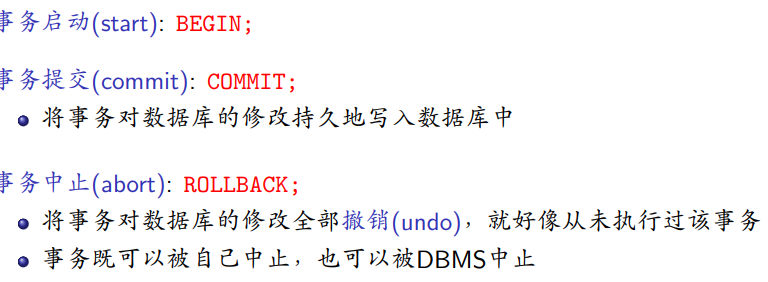 事务启动(start): BEGIN;
事务提交(commit): COMMIT;
将事务对数据库的修改持久地写入数据库中
事务中止(abort): ROLLBACK;
将事务对数据库的修改全部撤销(undo)，就好像从未执行过该事务
事务既可以被自己中止，也可以被DBMS中止